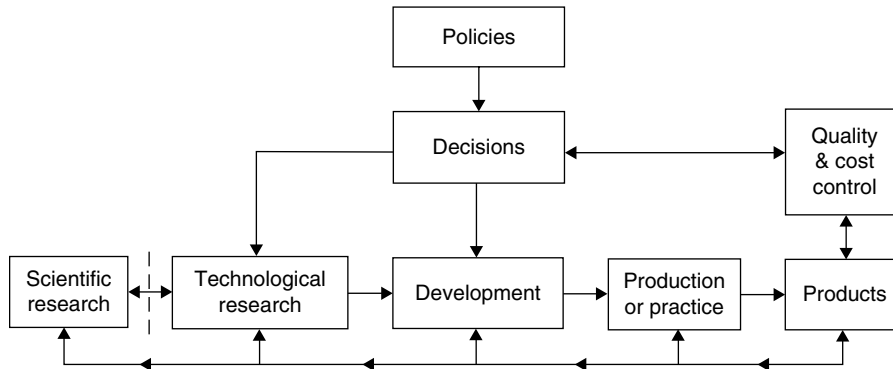 Policies
Decisions
Quality
& cost
control
Scientific
research
Technological
research
Development
Production
or practice
Products